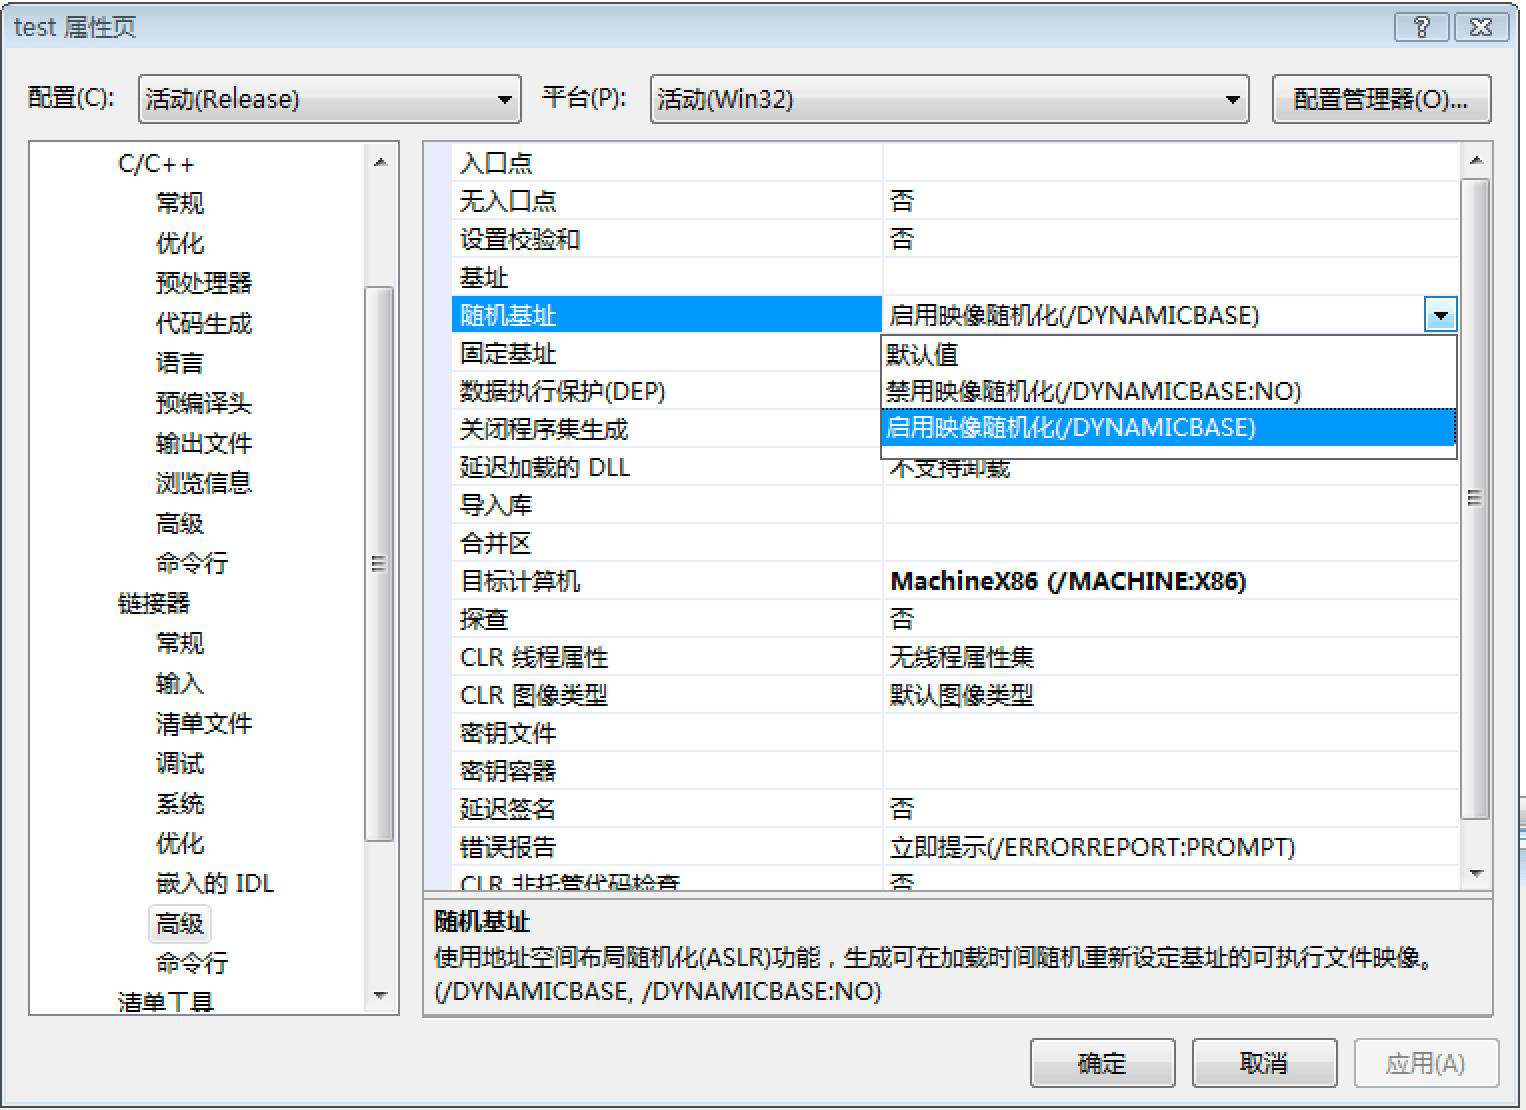 test 属性页
配置(C): 活动(Release) 平台(P): 活动(Win32) 配置管理器(O)...
C/C++
常规
优化
预处理器
代码生成
语言
预编译头
输出文件
浏览信息
高级
命令行
链接器
常规
输入
清单文件
调试
系统
优化
嵌入的 IDL
高级
命令行
清单工具
入口点
无入口点 否
设置校验和 否
基址
随机基址 启用映像随机化(/DYNAMICBASE)
固定基址 默认值
数据执行保护(DEP) 禁用映像随机化(/DYNAMICBASE:NO)
关闭程序集生成 启用映像随机化(/DYNAMICBASE)
延迟加载的 DLL 不支持卸载
导入库
合并区
目标计算机 MachineX86 (/MACHINE:X86)
探查 否
CLR 线程属性 无线程属性集
CLR 图像类型 默认图像类型
密钥文件
密钥容器
延迟签名 否
错误报告 立即提示(/ERRORREPORT:PROMPT)
CLR 非托管代码检查 否
随机基址
使用地址空间布局随机化(ASLR)功能，生成可在加载时间随机重新设定基址的可执行文件映像。
(/DYNAMICBASE, /DYNAMICBASE:NO)
确定 取消 应用(A)